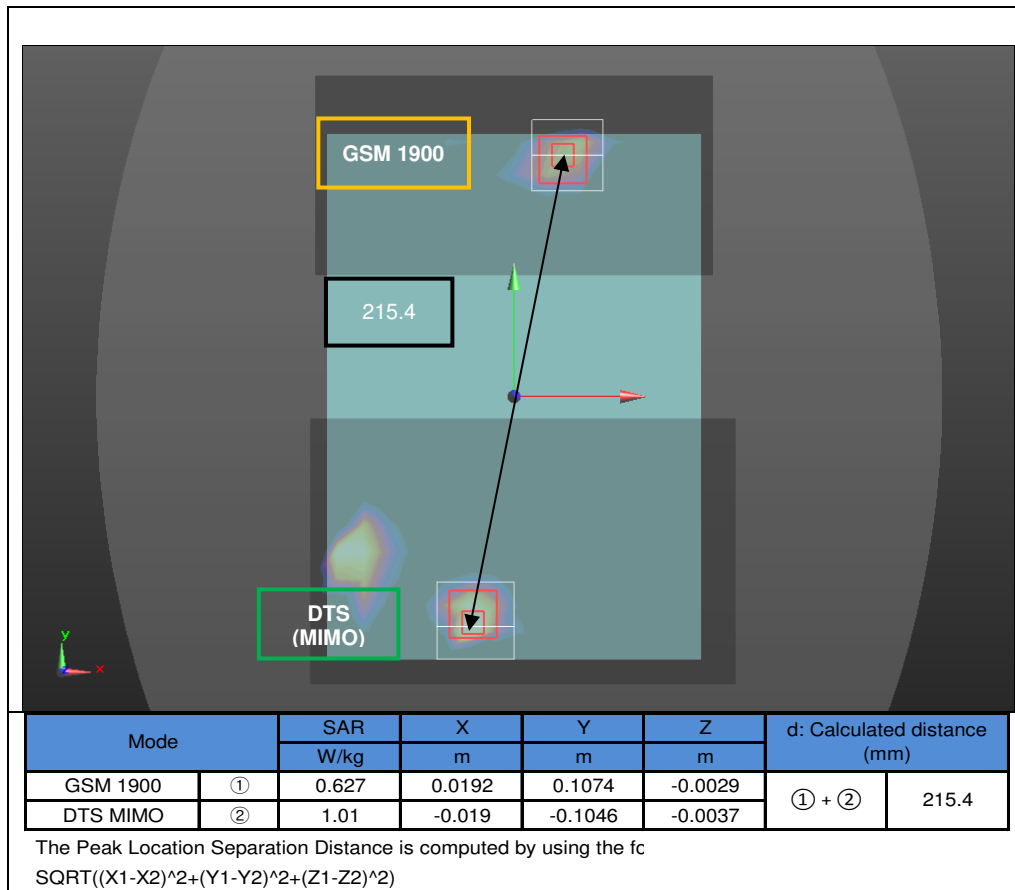 GSM 1900
215.4
DTS
(MIMO)
y
x
Mode SAR X Y Z d: Calculated distance
W/kg m m m (mm)
GSM 1900 ① 0.627 0.0192 0.1074 -0.0029 ① + ② 215.4
DTS MIMO ② 1.01 -0.019 -0.1046 -0.0037
The Peak Location Separation Distance is computed by using the
SQRT((X1-X2)^2+(Y1-Y2)^2+(Z1-Z2)^2)